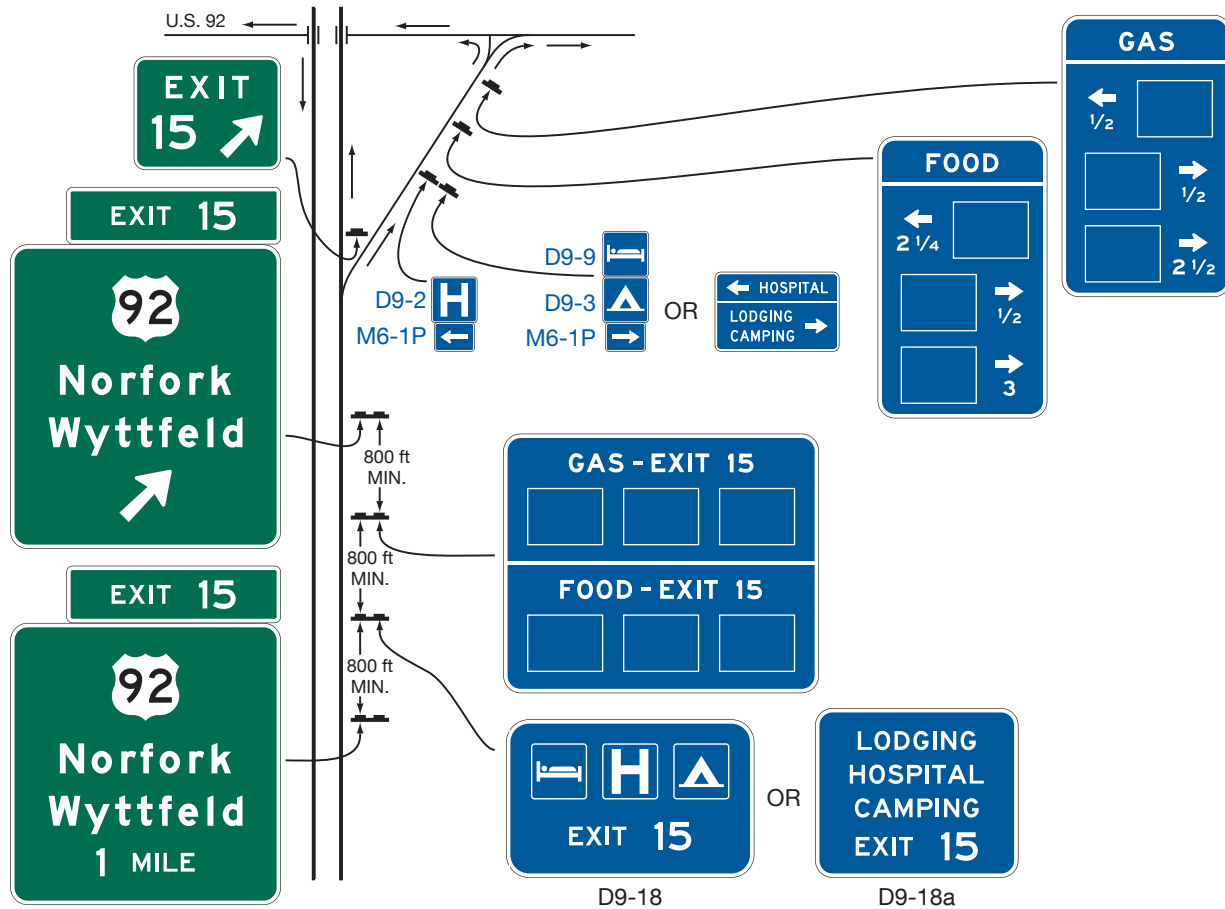 U.S. 92
EXIT
15
EXIT 15
92
Norfork
Wyttfeld
EXIT 15
92
Norfork
Wyttfeld
1 MILE
800 ft
MIN.
800 ft
MIN.
800 ft
MIN.
D9-2
H
M6-1P
D9-9
D9-3
M6-1P
OR
HOSPITAL
LODGING
CAMPING
FOOD
2 1/4
1/2
3
GAS
1/2
1/2
2 1/2
GAS - EXIT 15
FOOD - EXIT 15
H
EXIT 15
D9-18
OR
LODGING
HOSPITAL
CAMPING
EXIT 15
D9-18a